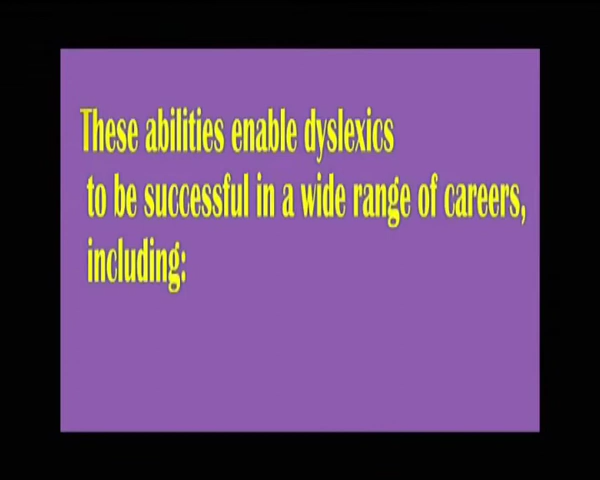 These abilities enable dyslexics
to be successful in a wide range of careers,
including: